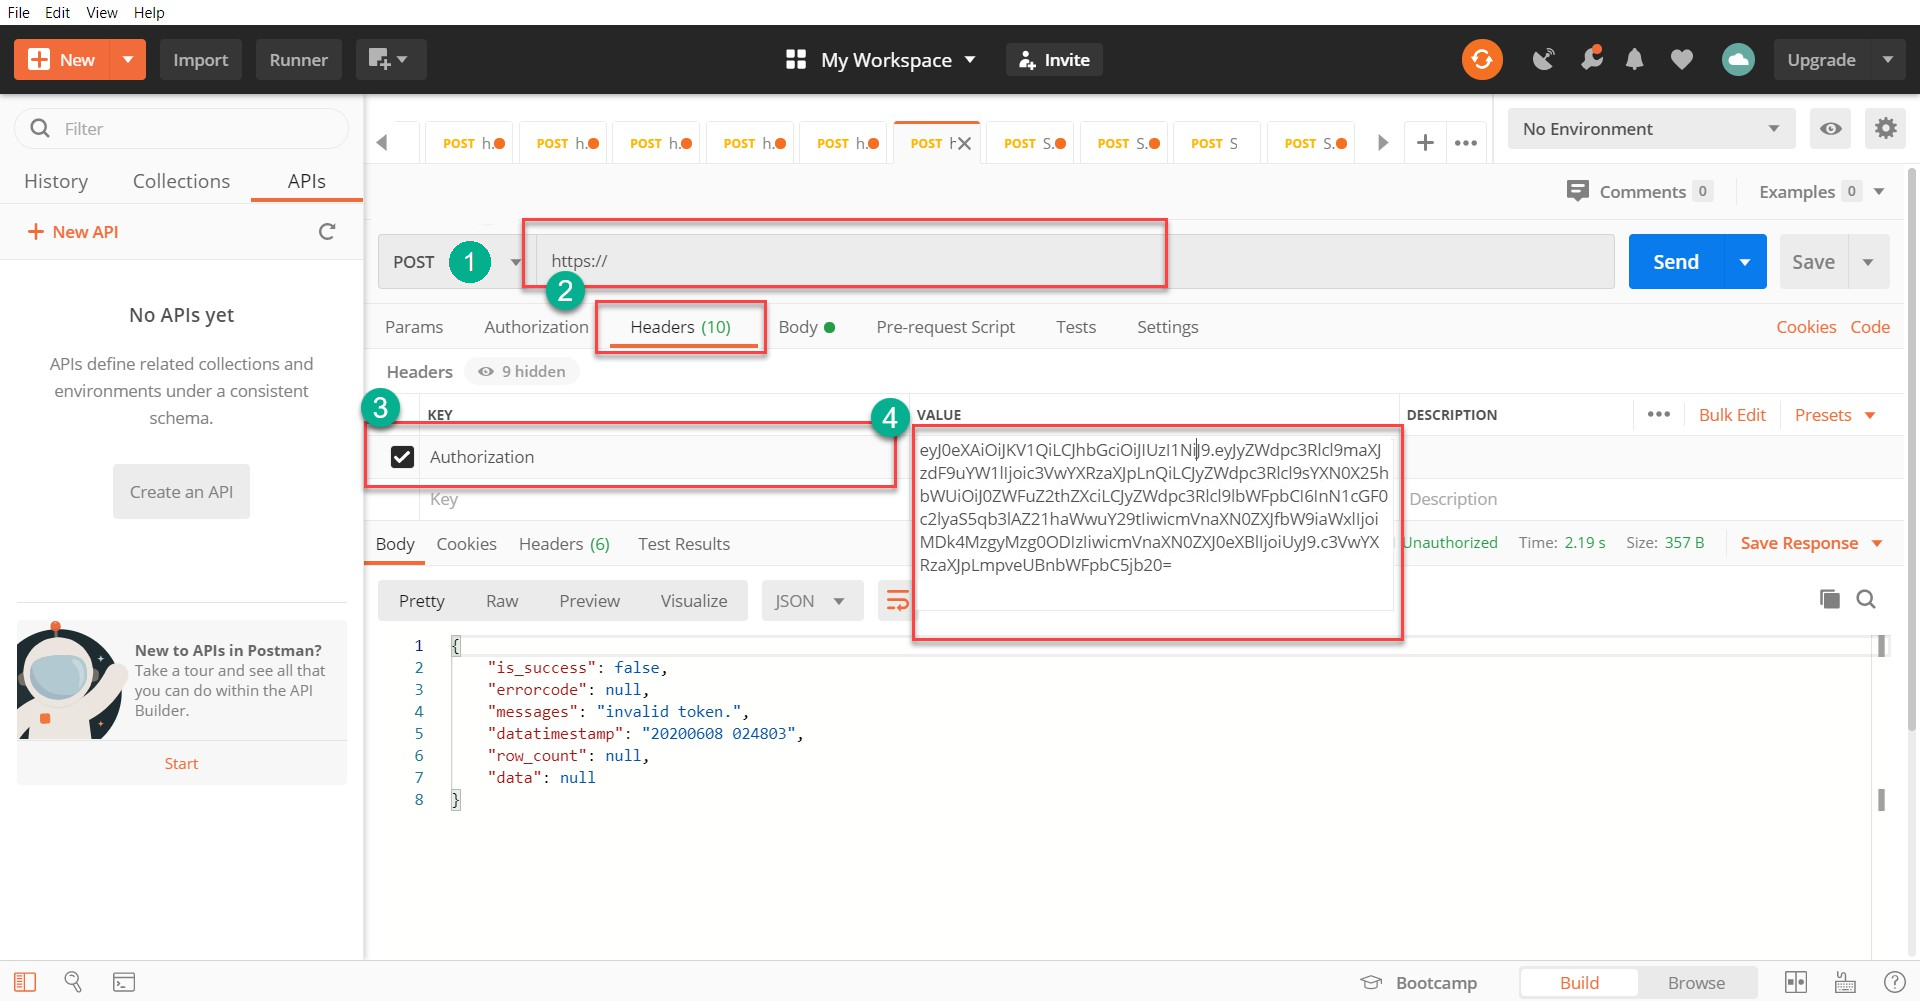 File Edit View Help
New Import Runner My Workspace Invite Upgrade
Filter
POST h. POST h. POST h. POST h. POST h. POST h POST S. POST S. POST S POST S.
No Environment
History Collections APIs
Comments 0 Examples 0
New API
POST 1 https:// Send Save
2
No APIs yet
Params Authorization Headers (10) Body Pre-request Script Tests Settings Cookies Code
APIs define related collections and
environments under a consistent
schema.
Headers 9 hidden
3 KEY 4 VALUE DESCRIPTION Bulk Edit Presets
Authorization
eyJ0eXAiOiJKV1QiLCJhbGciOiJIUzI1NiJ9.eyJyZWdpc3Rlcl9maXJ
zdF9uYW1lIjoic3VwYXRzaXJpLnQiLCJyZWdpc3Rlcl9sYXN0X25h
bWUiOiJ0ZWFuZ2thZXciLCJyZWdpc3Rlcl9lbWFpbCI6InN1cGF0
c2lyaS5qb3lAZ21haWwuY29tIiwicmVnaXN0ZXJfbW9iaWxlIjoi
MDk4MzgyMzg0ODIzIiwicmVnaXN0ZXJ0eXBlIjoiUyJ9.c3VwYX
RzaXJpLmpveUBnbWFpbC5jb20=
Key Description
Create an API
Body Cookies Headers (6) Test Results Unauthorized Time: 2.19 s Size: 357 B Save Response
Pretty Raw Preview Visualize JSON
1 {
2 "is_success": false,
3 "errorcode": null,
4 "messages": "invalid token.",
5 "datatimestamp": "20200608 024803",
6 "row_count": null,
7 "data": null
8 }
New to APIs in Postman?
Take a tour and see all that
you can do within the API
Builder.
Start
Bootcamp Build Browse